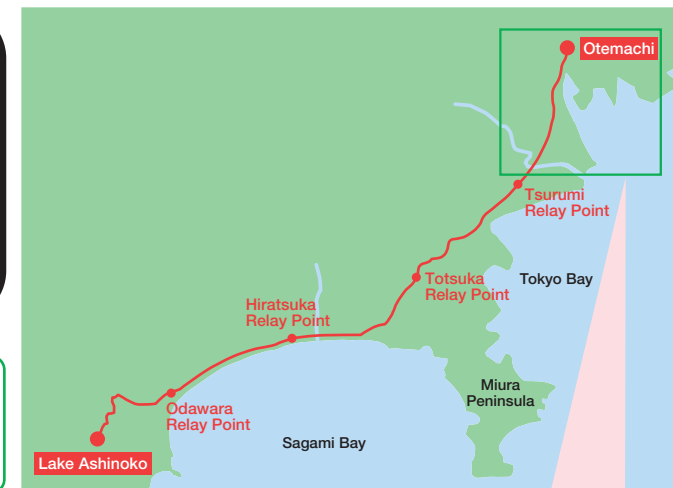 Otemachi
Tsurumi
Relay Point
Totsuka
Relay Point
Tokyo Bay
Hiratsuka
Relay Point
Miura
Peninsula
Odawara
Relay Point
Sagami Bay
Lake Ashinoko